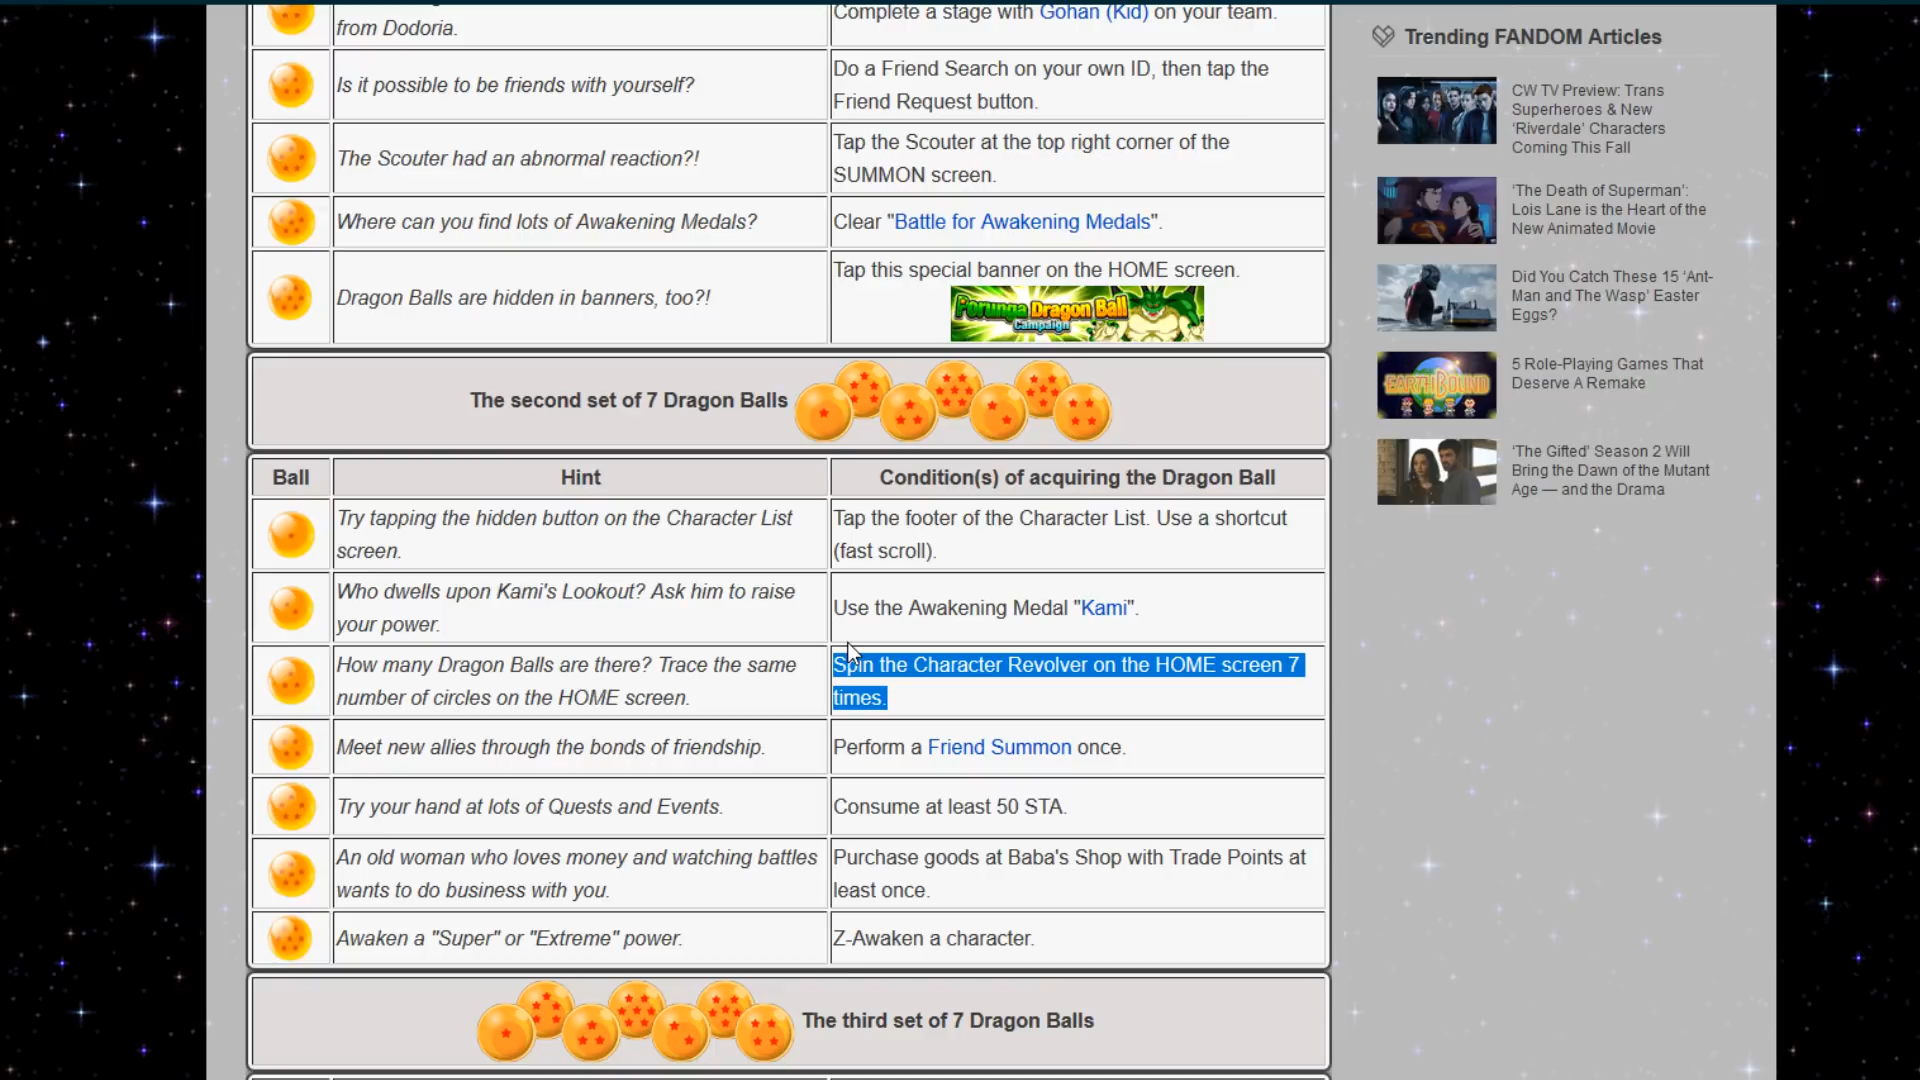 from Dodoria.
Complete a stage with Gohan (Kid) on your team.
Is it possible to be friends with yourself?
Do a Friend Search on your own ID, then tap the
Friend Request button.
The Scouter had an abnormal reaction?!
Tap the Scouter at the top right corner of the
SUMMON screen.
Where can you find lots of Awakening Medals?
Clear "Battle for Awakening Medals".
Dragon Balls are hidden in banners, too?!
Tap this special banner on the HOME screen.
Porunga Dragon Ball
Campaign
The second set of 7 Dragon Balls
Ball
Hint
Condition(s) of acquiring the Dragon Ball
Try tapping the hidden button on the Character List
screen.
Tap the footer of the Character List. Use a shortcut
(fast scroll).
Who dwells upon Kami's Lookout? Ask him to raise
your power.
Use the Awakening Medal "Kami".
How many Dragon Balls are there? Trace the same
number of circles on the HOME screen.
Spin the Character Revolver on the HOME screen 7
times.
Meet new allies through the bonds of friendship.
Perform a Friend Summon once.
Try your hand at lots of Quests and Events.
Consume at least 50 STA.
An old woman who loves money and watching battles
wants to do business with you.
Purchase goods at Baba's Shop with Trade Points at
least once.
Awaken a "Super" or "Extreme" power.
Z-Awaken a character.
The third set of 7 Dragon Balls
Trending FANDOM Articles
CW TV Preview: Trans
Superheroes & New
'Riverdale' Characters
Coming This Fall
'The Death of Superman':
Lois Lane is the Heart of the
New Animated Movie
Did You Catch These 15 'Ant-
Man and The Wasp' Easter
Eggs?
EARTHBOUND
5 Role-Playing Games That
Deserve A Remake
'The Gifted' Season 2 Will
Bring the Dawn of the Mutant
Age — and the Drama